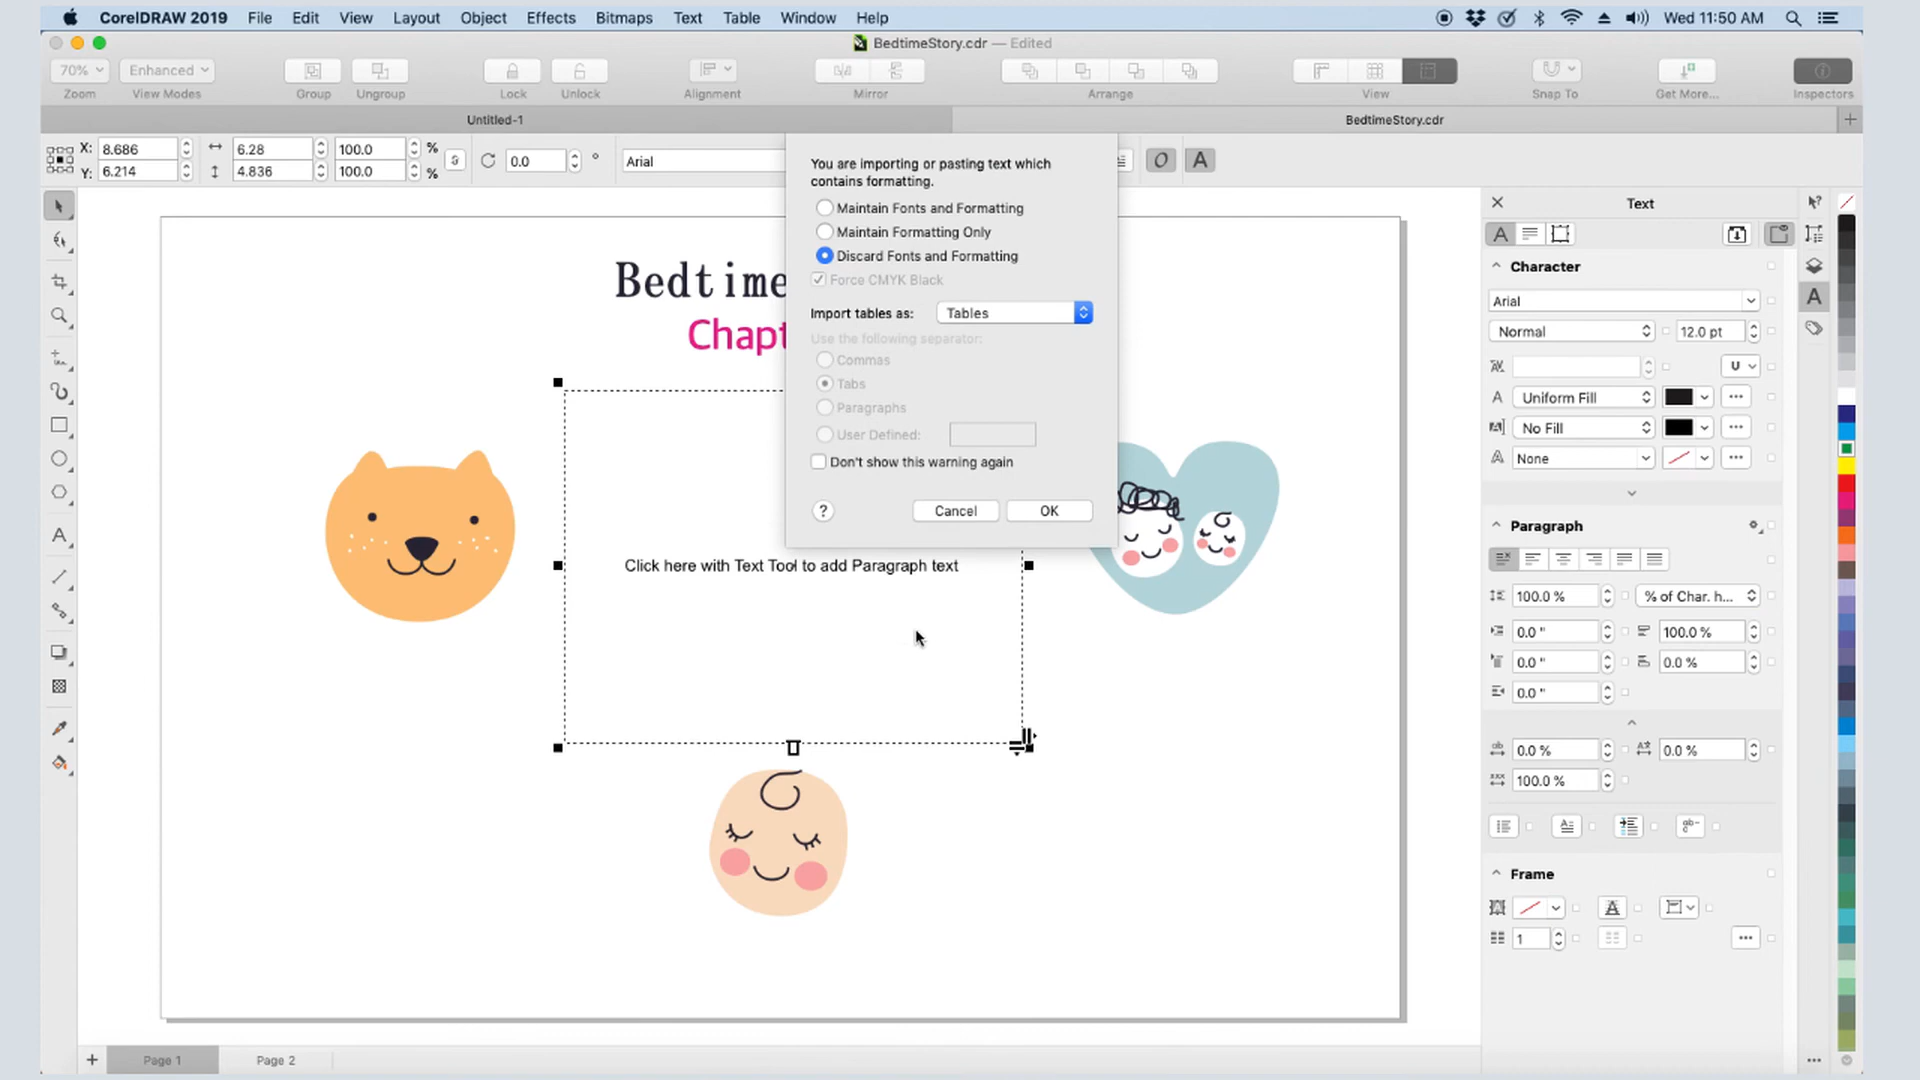 CorelDRAW 2019 File Edit View Layout Object Effects Bitmaps Text Table Window Help Wed 11:50 AM
BedtimeStory.cdr — Edited
70% Enhanced
Zoom View Modes Group Ungroup Lock Unlock Alignment Mirror Arrange View Snap To Get More... Inspectors
Untitled-1 BedtimeStory.cdr
X: 8.686 6.28 100.0 %
Y: 6.214 4.836 100.0 %
0.0 ° Arial O A
You are importing or pasting text which
contains formatting.
Maintain Fonts and Formatting
Maintain Formatting Only
Discard Fonts and Formatting
Force CMYK Black
Import tables as: Tables
Use the following separator:
Commas
Tabs
Paragraphs
User Defined:
Don't show this warning again
? Cancel OK
Bedtime
Chapt
Click here with Text Tool to add Paragraph text
Text
Character
Arial
Normal 12.0 pt
U
Uniform Fill
No Fill
None
Paragraph
100.0 % % of Char. h...
0.0 " 100.0 %
0.0 " 0.0 %
0.0 "
0.0 % 0.0 %
100.0 %
Frame
1
Page 1 Page 2